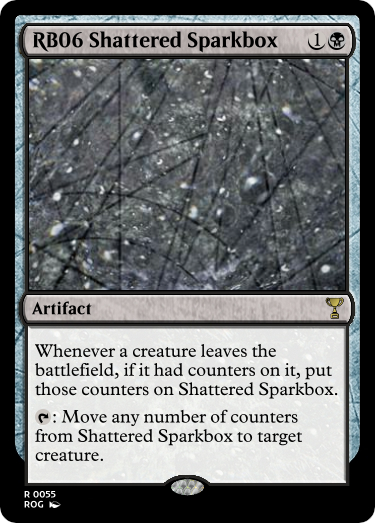 RB06 Shattered Sparkbox 1
Artifact
Whenever a creature leaves the
battlefield, if it had counters on it, put
those counters on Shattered Sparkbox.
: Move any number of counters
from Shattered Sparkbox to target
creature.
R 0055
ROG